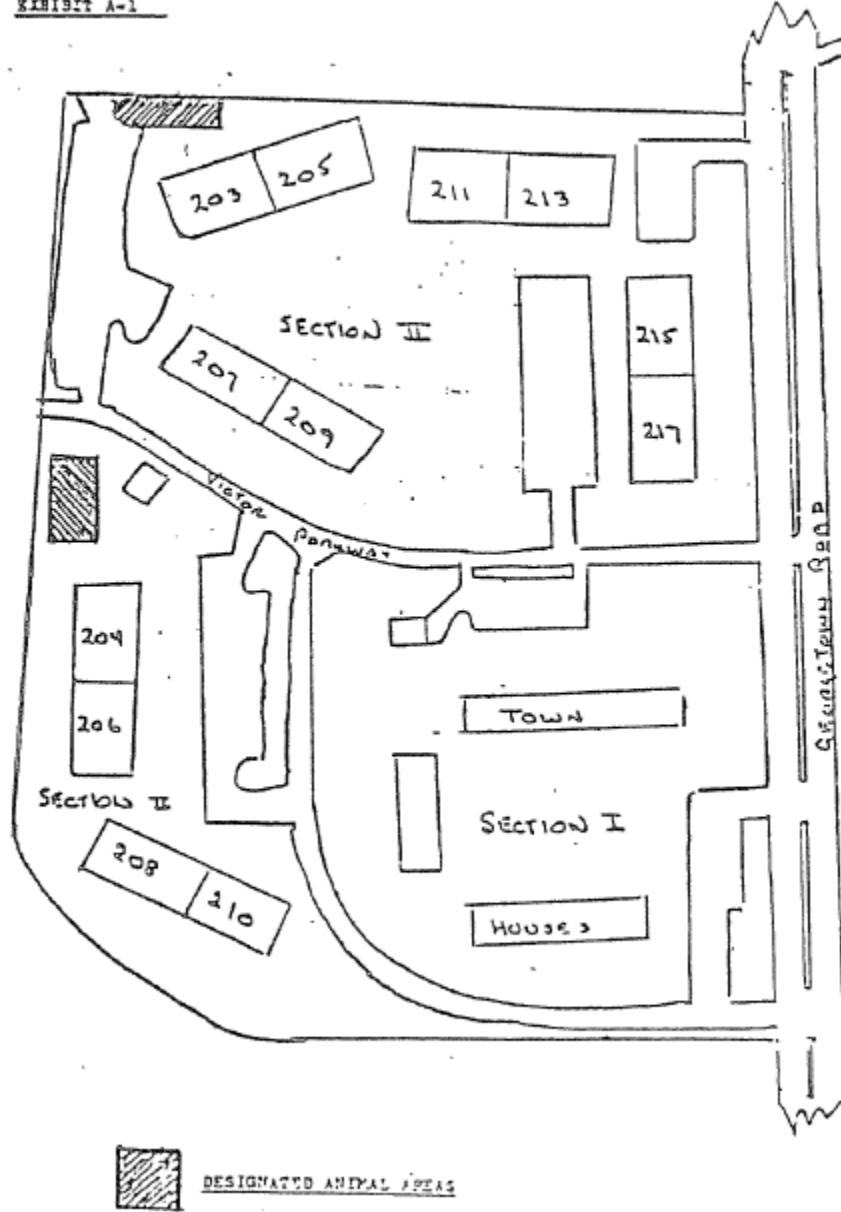 EXHIBIT A-1
203
205
211
213
SECTION II
215
207
209
217
VICTOR PARKWAY
GEORGETOWN ROAD
204
206
TOWN
SECTION II
SECTION I
208
210
HOUSES
DESIGNATED ANIMAL AREAS